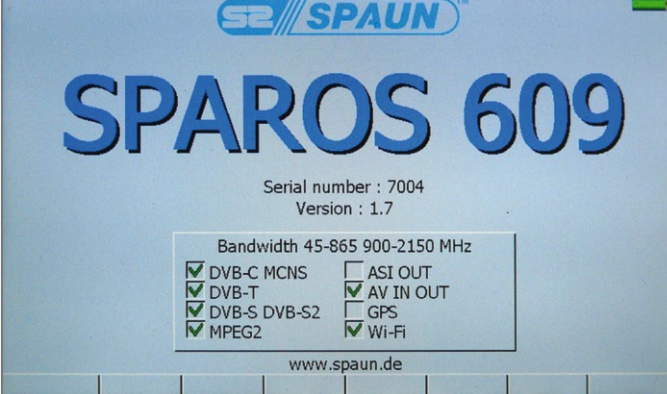 SPAUN
SPAROS 609
Serial number : 7004
Version : 1.7
Bandwidth 45-865 900-2150 MHz
DVB-C MCNS
ASI OUT
DVB-T
AV IN OUT
DVB-S DVB-S2
GPS
MPEG2
Wi-Fi
www.spaun.de